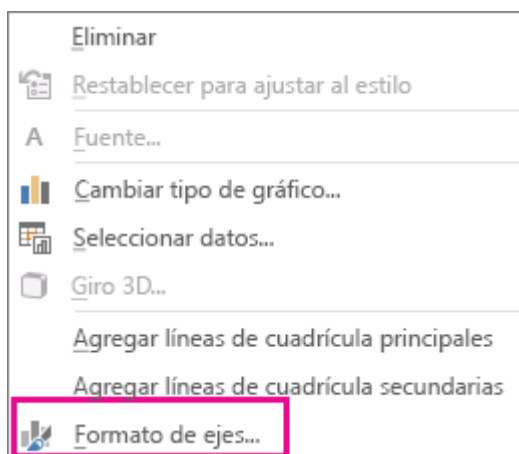 Eliminar
Restablecer para ajustar al estilo
A Fuente...
Cambiar tipo de gráfico...
Seleccionar datos...
Giro 3D...
Agregar líneas de cuadrícula principales
Agregar líneas de cuadrícula secundarias
Formato de ejes...